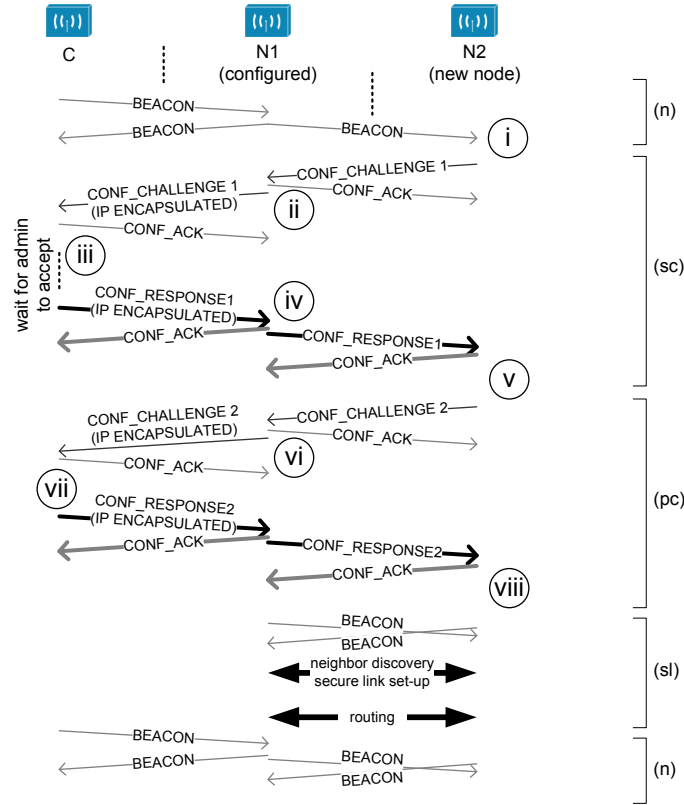 C
N1
(configured)
N2
(new node)
BEACON
BEACON
BEACON
i
(n)
CONF_CHALLENGE 1
CONF_ACK
CONF_CHALLENGE 1
(IP ENCAPSULATED)
ii
CONF_ACK
iii
wait for admin
to accept
(sc)
CONF_RESPONSE1
(IP ENCAPSULATED)
iv
CONF_ACK
CONF_RESPONSE1
CONF_ACK
v
CONF_CHALLENGE 2
CONF_ACK
CONF_CHALLENGE 2
(IP ENCAPSULATED)
vi
CONF_ACK
vii
(pc)
CONF_RESPONSE2
(IP ENCAPSULATED)
CONF_ACK
CONF_RESPONSE2
CONF_ACK
viii
BEACON
BEACON
neighbor discovery
secure link set-up
(sl)
routing
BEACON
BEACON
BEACON
BEACON
(n)